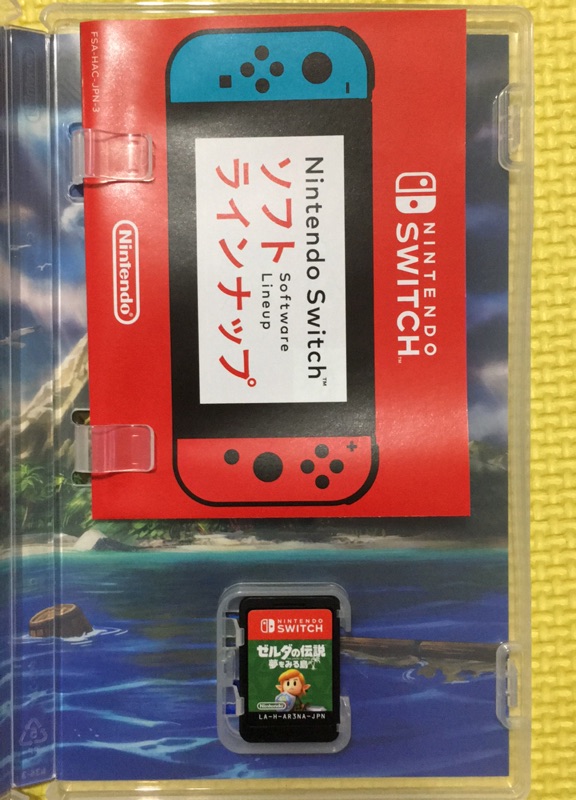 FSA-HAC-JPN-3
Nintendo Switch™
Software
Lineup
ソフト
ラインナップ
Nintendo
NINTENDO
SWITCH™
NINTENDO
SWITCH
ゼルダの伝説
夢をみる島
Nintendo
LA-H-AR3NA-JPN